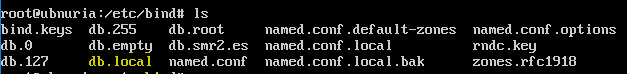 root@ubnuria:/etc/bind# ls
bind.keys db.255 db.root named.conf.default-zones named.conf.options
db.0 db.empty db.smr2.es named.conf.local rndc.key
db.127 db.local named.conf named.conf.local.bak zones.rfc1918